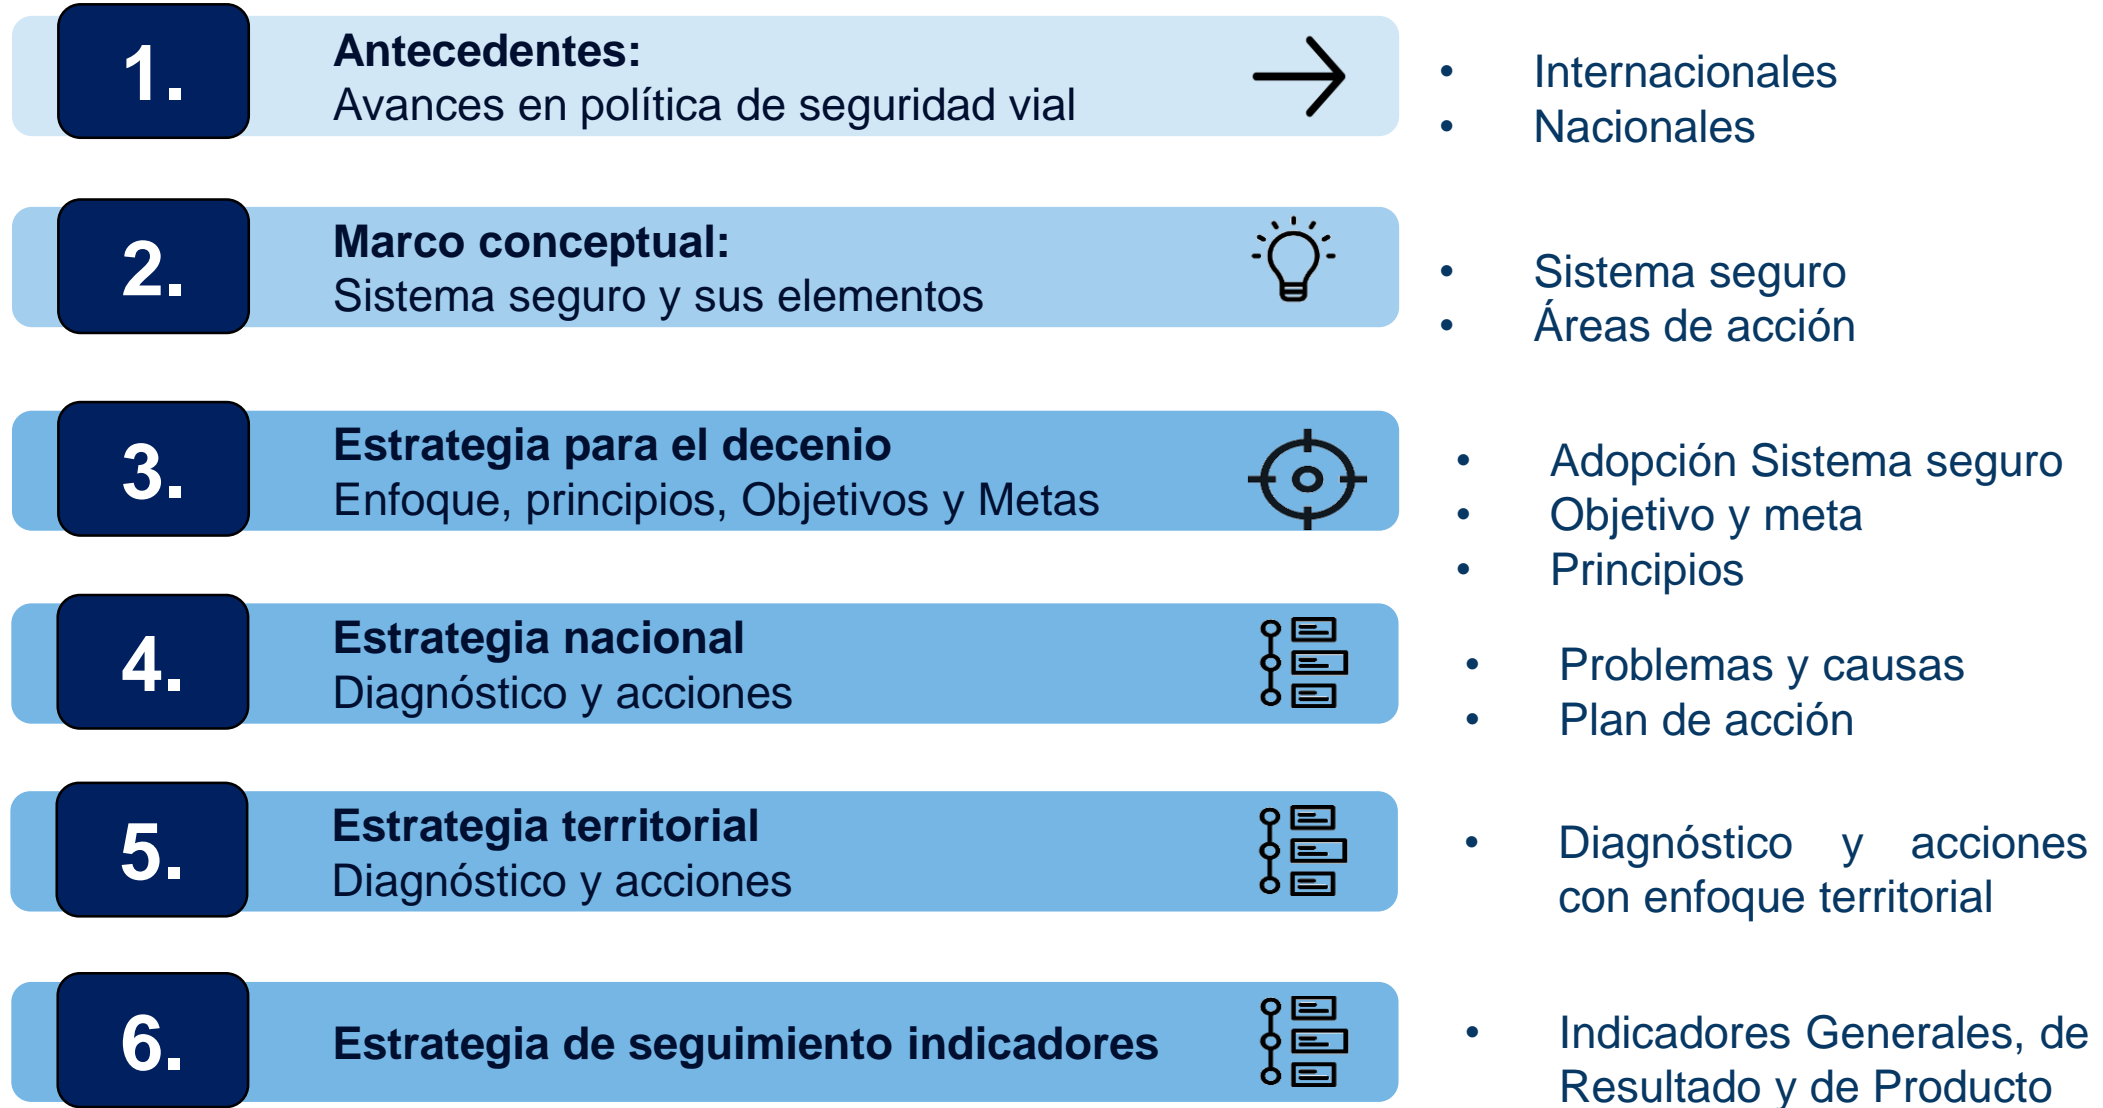 1.
Antecedentes:
Avances en política de seguridad vial
• Internacionales
• Nacionales
2.
Marco conceptual:
Sistema seguro y sus elementos
• Sistema seguro
• Áreas de acción
3.
Estrategia para el decenio
Enfoque, principios, Objetivos y Metas
• Adopción Sistema seguro
• Objetivo y meta
• Principios
4.
Estrategia nacional
Diagnóstico y acciones
• Problemas y causas
• Plan de acción
5.
Estrategia territorial
Diagnóstico y acciones
• Diagnóstico y acciones
con enfoque territorial
6.
Estrategia de seguimiento indicadores
• Indicadores Generales, de
Resultado y de Producto